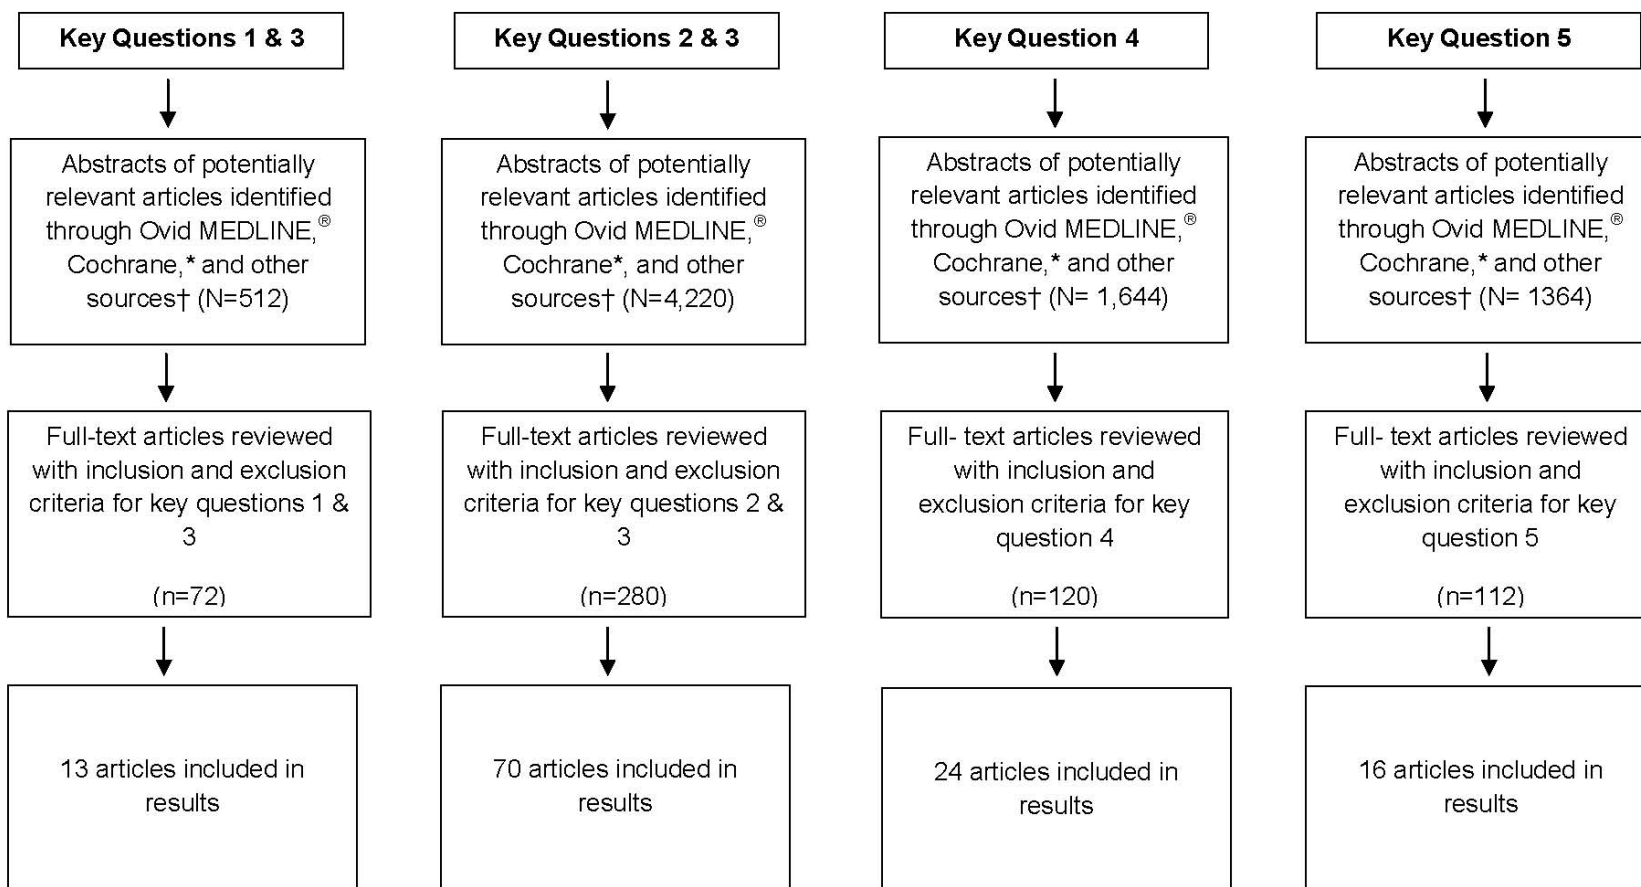 Key Questions 1 & 3
Key Questions 2 & 3
Key Question 4
Key Question 5
Abstracts of potentially
relevant articles identified
through Ovid MEDLINE,®
Cochrane,* and other
sources† (N=512)
Abstracts of potentially
relevant articles identified
through Ovid MEDLINE,®
Cochrane*, and other
sources† (N=4,220)
Abstracts of potentially
relevant articles identified
through Ovid MEDLINE,®
Cochrane,* and other
sources† (N= 1,644)
Abstracts of potentially
relevant articles identified
through Ovid MEDLINE,®
Cochrane,* and other
sources† (N= 1364)
Full-text articles reviewed
with inclusion and exclusion
criteria for key questions 1 &
3
(n=72)
Full-text articles reviewed
with inclusion and exclusion
criteria for key questions 2 &
3
(n=280)
Full- text articles reviewed
with inclusion and
exclusion criteria for key
question 4
(n=120)
Full- text articles reviewed
with inclusion and
exclusion criteria for key
question 5
(n=112)
13 articles included in
results
70 articles included in
results
24 articles included in
results
16 articles included in
results